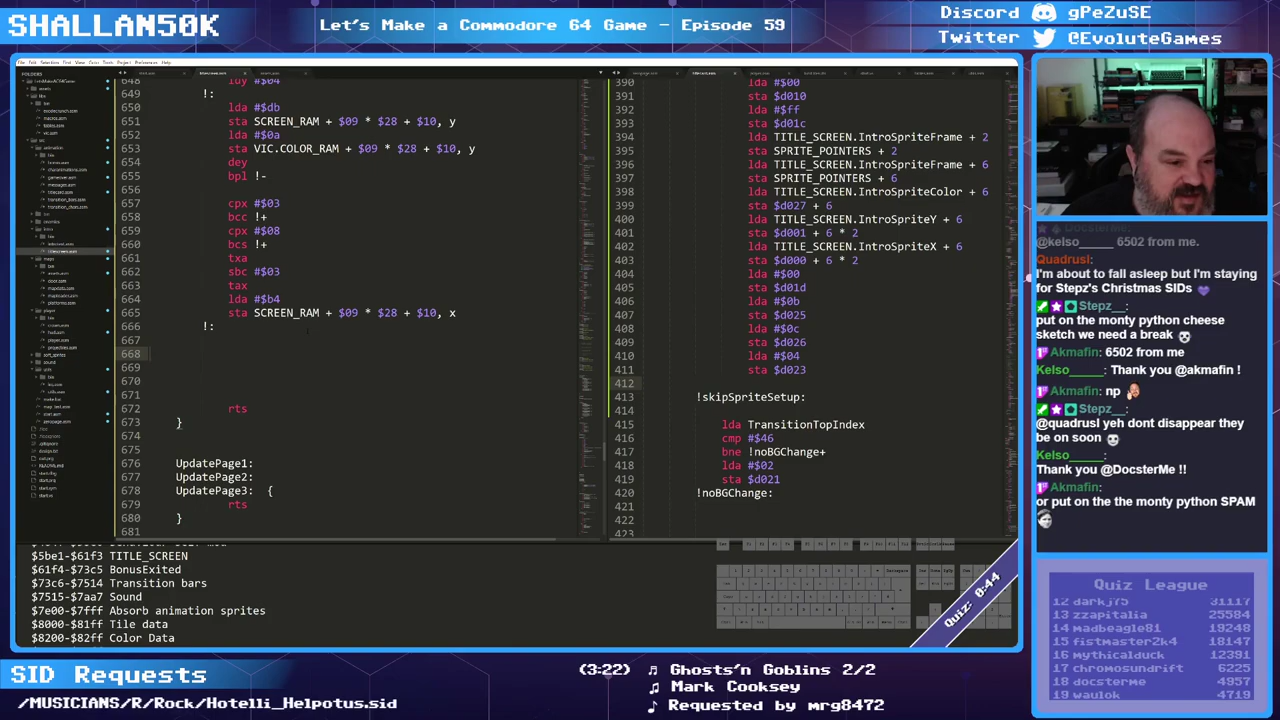 SHALLAN50K
Let's Make a Commodore 64 Game - Episode 59
Discord gPeZuSE
Twitter @EvoluteGames
FOLDERS
648 ldy #$04
649 !:
650 lda #$db
651 sta SCREEN_RAM + $09 * $28 + $10, y
652 lda #$0a
653 sta VIC.COLOR_RAM + $09 * $28 + $10, y
654 dey
655 bpl !-
656
657 cpx #$03
658 bcc !+
659 cpx #$08
660 bcs !+
661 txa
662 sbc #$03
663 tax
664 lda #$b4
665 sta SCREEN_RAM + $09 * $28 + $10, x
666 !:
667
668
669
670
671
672 rts
673 }
674
675
676 UpdatePage1:
677 UpdatePage2:
678 UpdatePage3: {
679 rts
680 }
681
390 lda #$00
391 sta $d010
392 lda #$ff
393 sta $d01c
394 lda TITLE_SCREEN.IntroSpriteFrame + 2
395 sta SPRITE_POINTERS + 2
396 lda TITLE_SCREEN.IntroSpriteFrame + 6
397 sta SPRITE_POINTERS + 6
398 lda TITLE_SCREEN.IntroSpriteColor + 6
399 sta $d027 + 6
400 lda TITLE_SCREEN.IntroSpriteY + 6
401 sta $d001 + 6 * 2
402 lda TITLE_SCREEN.IntroSpriteX + 6
403 sta $d000 + 6 * 2
404 lda #$00
405 sta $d01d
406 lda #$0b
407 sta $d025
408 lda #$0c
409 sta $d026
410 lda #$04
411 sta $d023
412
413 !skipSpriteSetup:
414
415 lda TransitionTopIndex
416 cmp #$46
417 bne !noBGChange+
418 lda #$02
419 sta $d021
420 !noBGChange:
421
422
423
$5be1-$61f3 TITLE_SCREEN
$61f4-$73c5 BonusExited
$73c6-$7514 Transition bars
$7515-$7aa7 Sound
$7e00-$7fff Absorb animation sprites
$8000-$81ff Tile data
$8200-$82ff Color Data
Quiz: 0:44
@kelso_____ 6502 from me.
Quadrusl:
I'm about to fall asleep but I'm staying
for Stepz's Christmas SIDs
Stepz__:
put on the monty python cheese
sketch we need a break
Akmafin: 6502 from me
Kelso_____: Thank you @akmafin !
Akmafin: np
Stepz__:
@quadrusl yeh dont disappear they
be on soon
Kelso_____:
Thank you @DocsterMe !!
Akmafin:
or put on the the monty python SPAM
Quiz League
12 darkj75 31117
13 zzapitalia 25584
14 madbeagle81 19248
15 fistmaster2k4 18147
16 mythicalduck 12391
17 chromosundrift 6225
18 docsterme 4957
19 waulok 4719
SID Requests
/MUSICIANS/R/Rock/Hotelli_Helpotus.sid
(3:22) ♫ Ghosts'n Goblins 2/2
♫ Mark Cooksey
♪ Requested by mrg8472